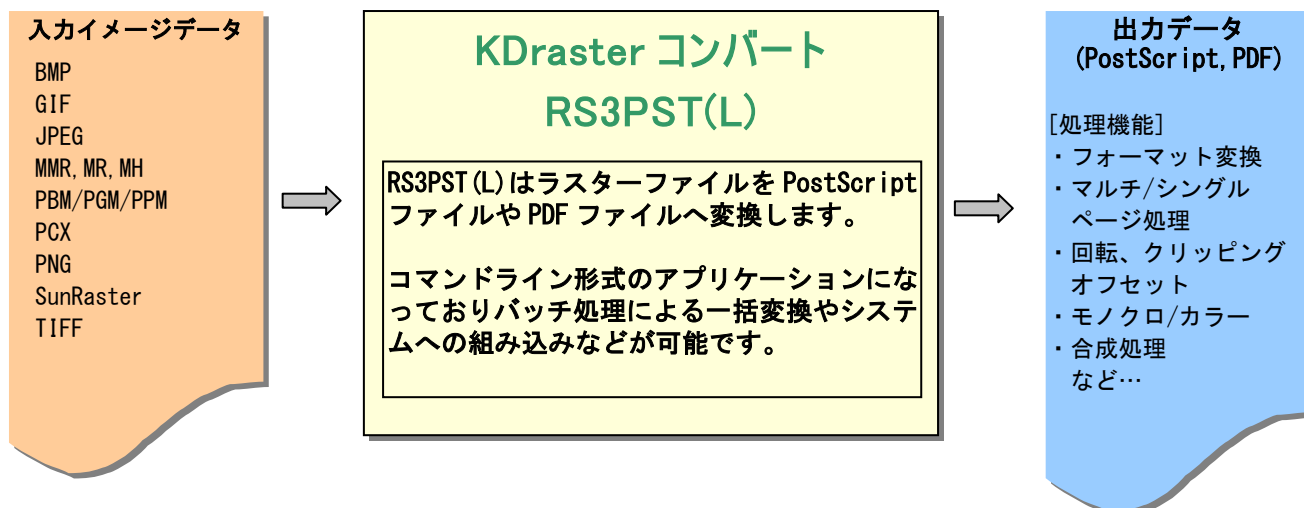 入力イメージデータ
BMP
GIF
JPEG
MMR,MR,MH
PBM/PGM/PPM
PCX
PNG
SunRaster
TIFF
KDraster コンバート
RS3PST(L)
RS3PST(L)はラスターファイルを PostScript
ファイルや PDF ファイルへ変換します。
コマンドライン形式のアプリケーションにな
っておりバッチ処理による一括変換やシステ
ムへの組み込みなどが可能です。
出力データ
(PostScript,PDF)
[処理機能]
・フォーマット変換
・マルチ/シングル
ページ処理
・回転、クリッピング
オフセット
・モノクロ/カラー
・合成処理
など…